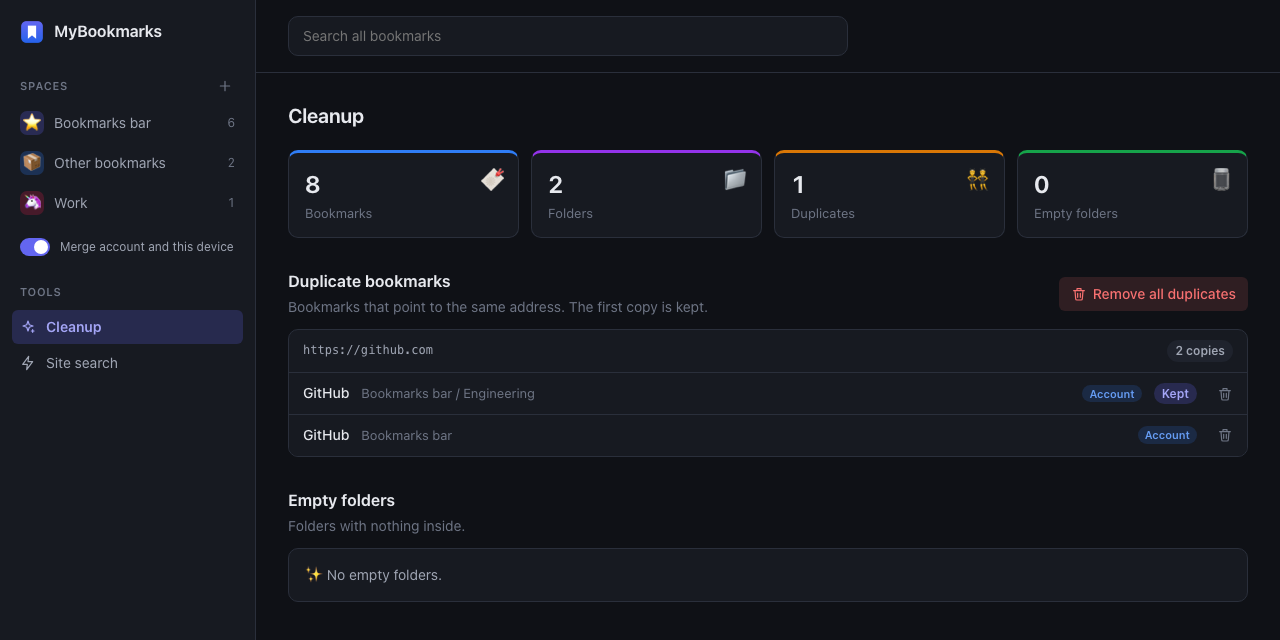 MyBookmarks
Search all bookmarks
SPACES
Bookmarks bar 6
Other bookmarks 2
Work 1
Merge account and this device
TOOLS
Cleanup
Site search
Cleanup
8
Bookmarks
2
Folders
1
Duplicates
0
Empty folders
Duplicate bookmarks
Bookmarks that point to the same address. The first copy is kept.
Remove all duplicates
https://github.com 2 copies
GitHub Bookmarks bar / Engineering Account Kept
GitHub Bookmarks bar Account
Empty folders
Folders with nothing inside.
✨ No empty folders.